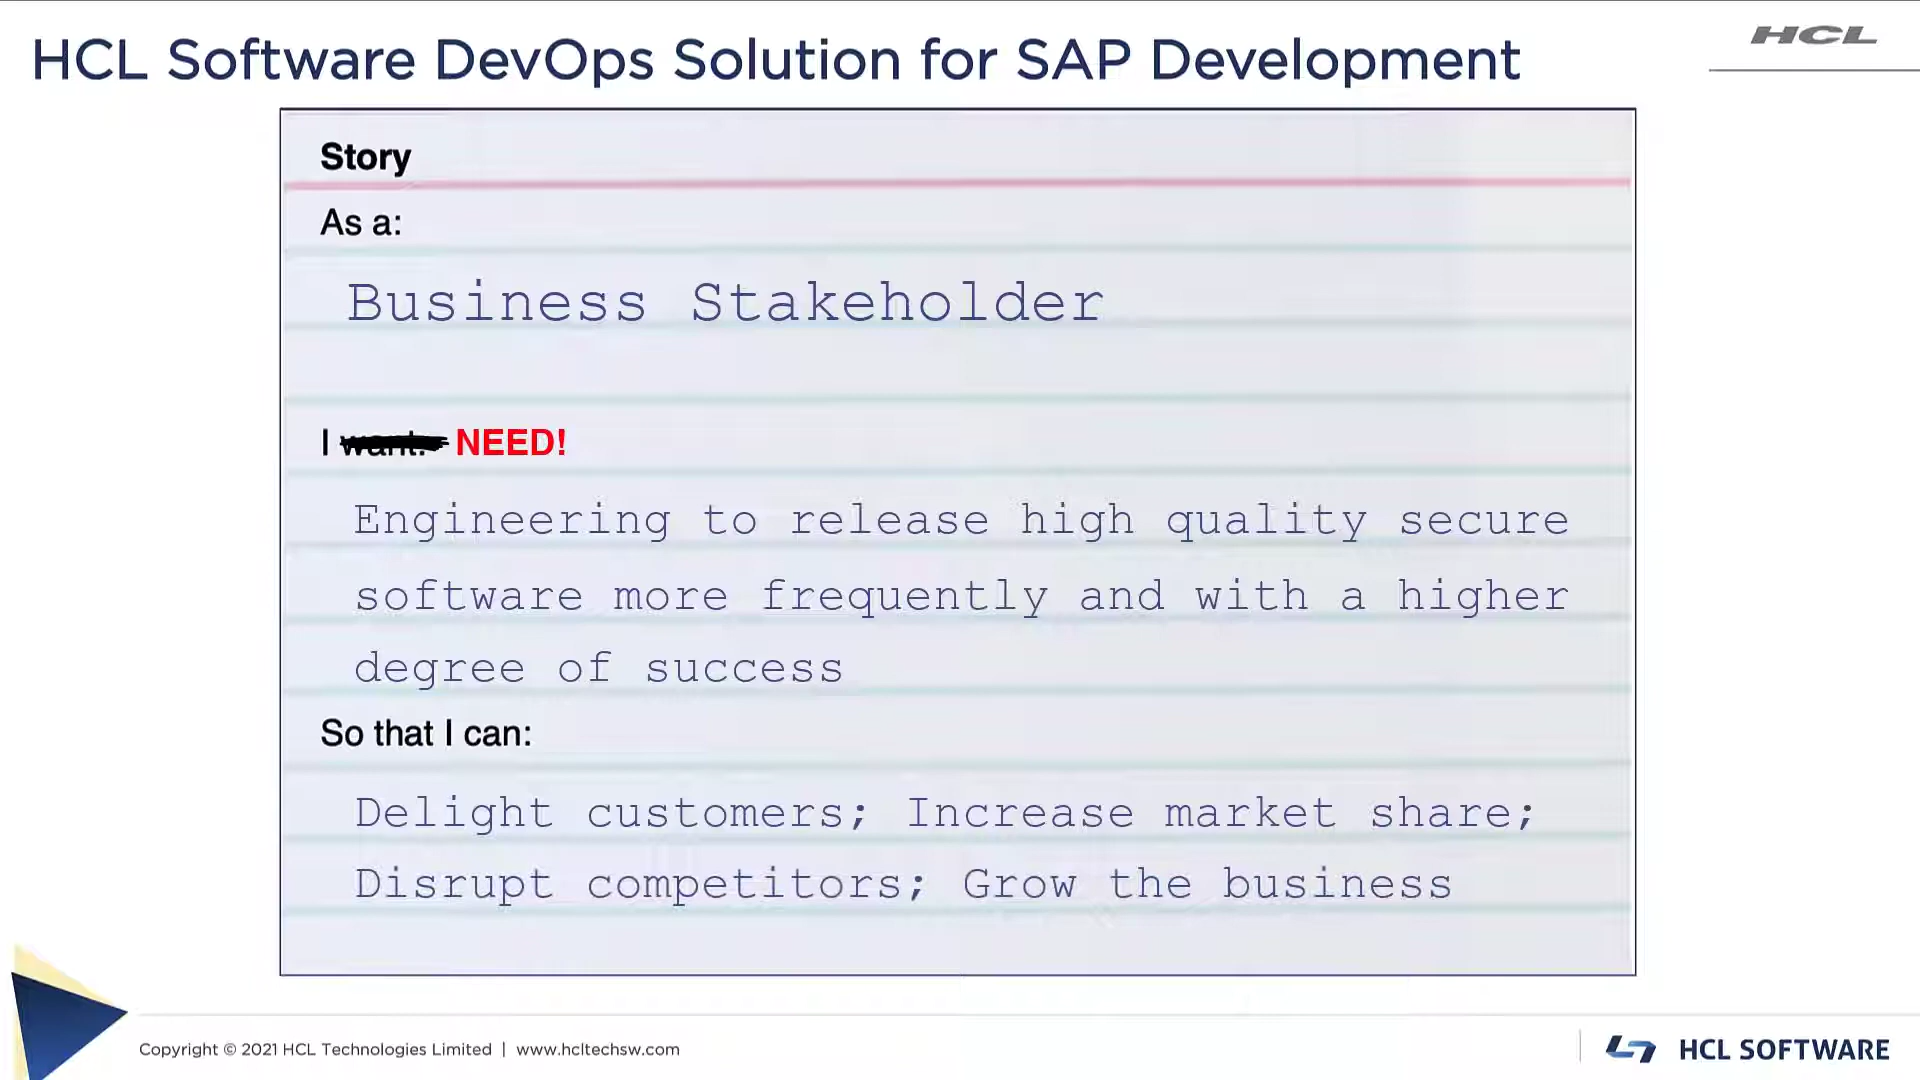 HCL Software DevOps Solution for SAP Development
HCL
Story
As a:
Business Stakeholder
I want: NEED!
Engineering to release high quality secure
software more frequently and with a higher
degree of success
So that I can:
Delight customers; Increase market share;
Disrupt competitors; Grow the business
Copyright © 2021 HCL Technologies Limited | www.hcltechsw.com
HCL SOFTWARE